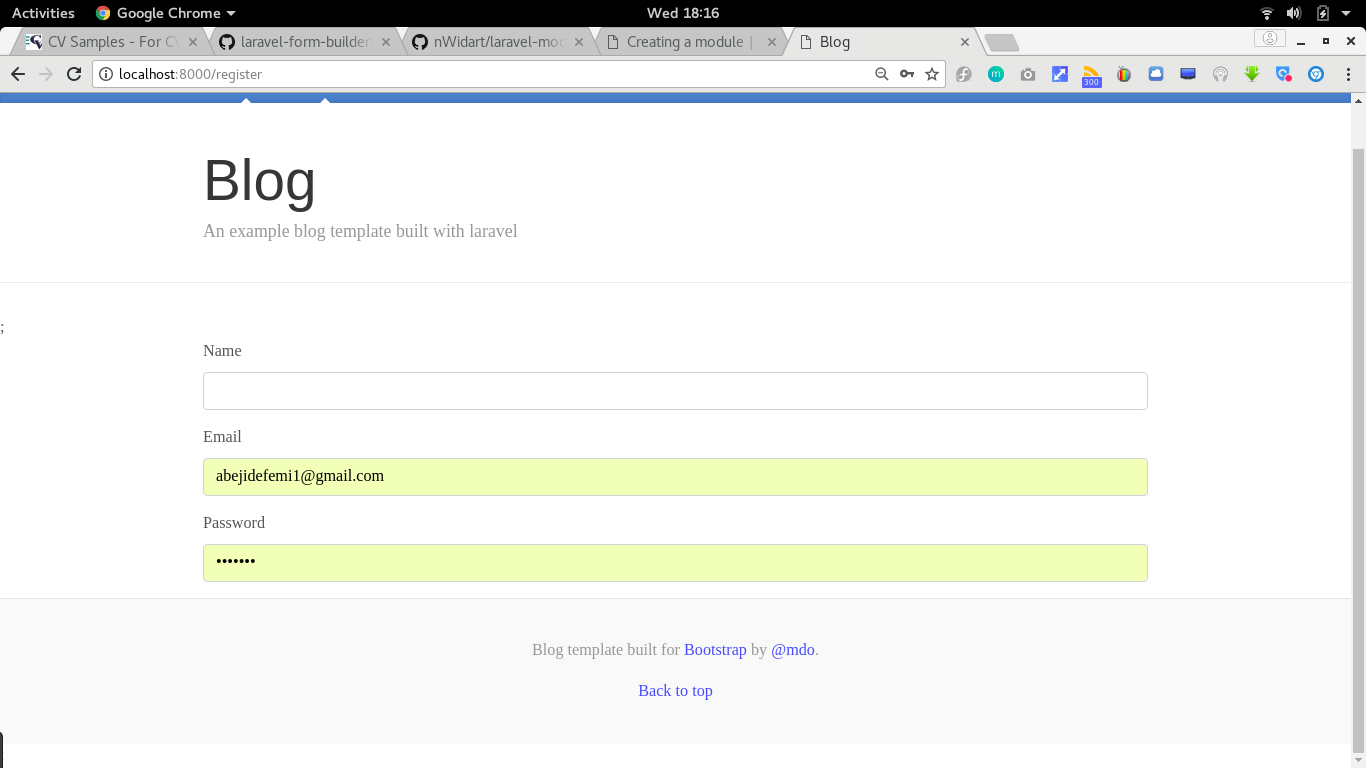 Activities Google Chrome Wed 18:16
CV Samples - For CV laravel-form-builder nWidart/laravel-mod Creating a module | Blog
localhost:8000/register
300
Blog
An example blog template built with laravel
;
Name
Email
abejidefemi1@gmail.com
Password
•••••••
Blog template built for Bootstrap by @mdo.
Back to top